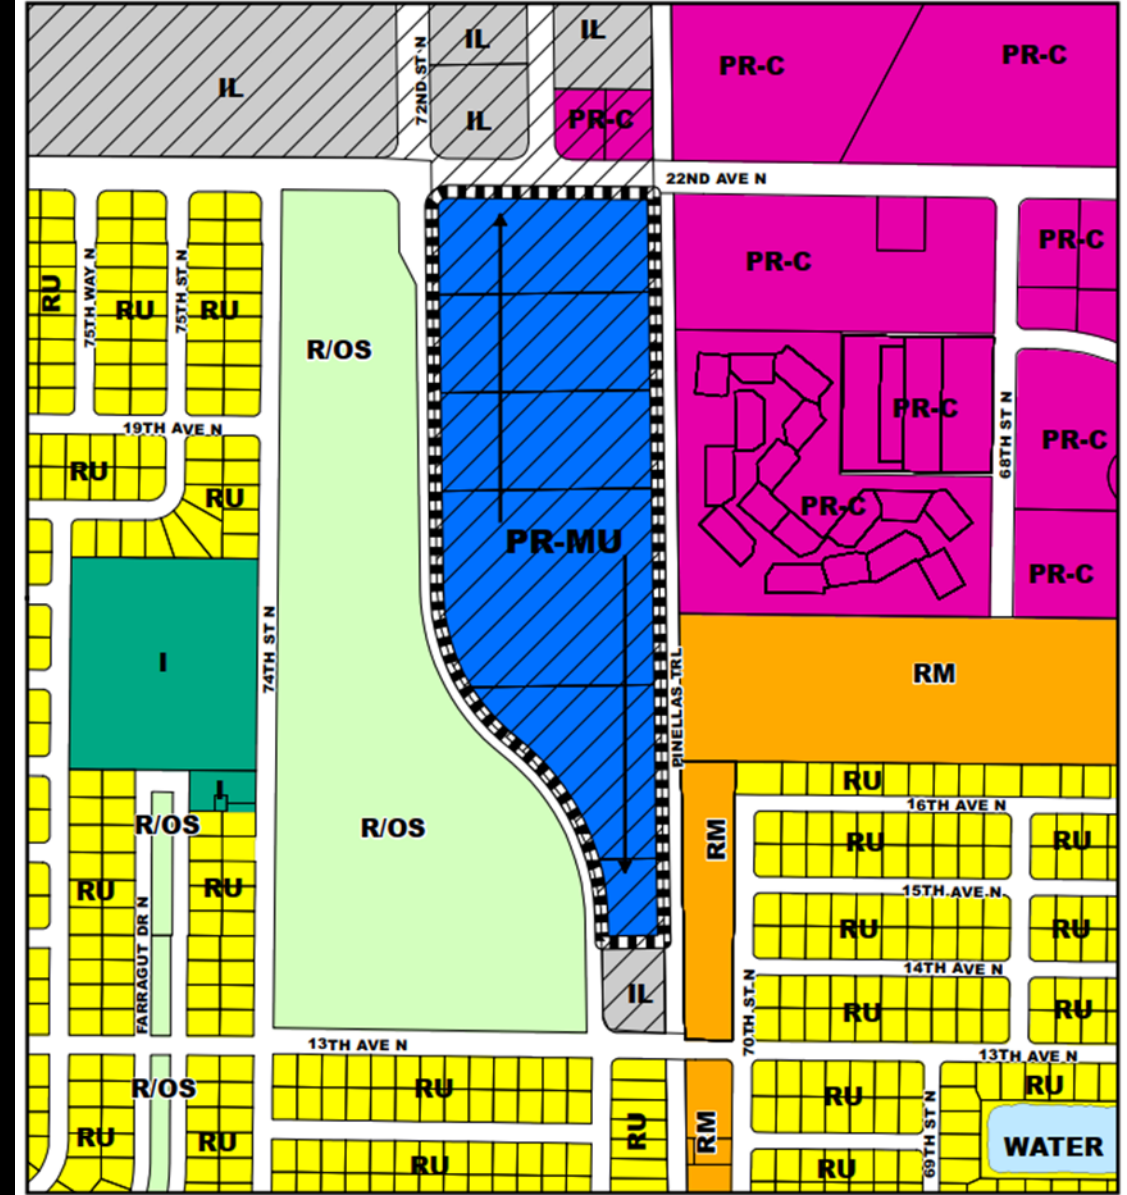 IL
IL
IL
IL
72ND ST N
PR-C
PR-C
PR-C
22ND AVE N
RU
75TH WAY N
RU
75TH ST N
RU
R/OS
PR-C
PR-C
PR-C
68TH ST N
PR-C
19TH AVE N
RU
RU
PR-C
PR-MU
PR-C
I
74TH ST N
PINELLAS TRL
RM
I
R/OS
R/OS
RM
RU
16TH AVE N
RU
RU
RU
RU
FARRAGUT DR N
15TH AVE N
RU
RU
14TH AVE N
IL
70TH ST N
RU
RU
13TH AVE N
13TH AVE N
R/OS
RU
RU
RM
RU
69TH ST N
RU
RU
RU
RU
RU
WATER